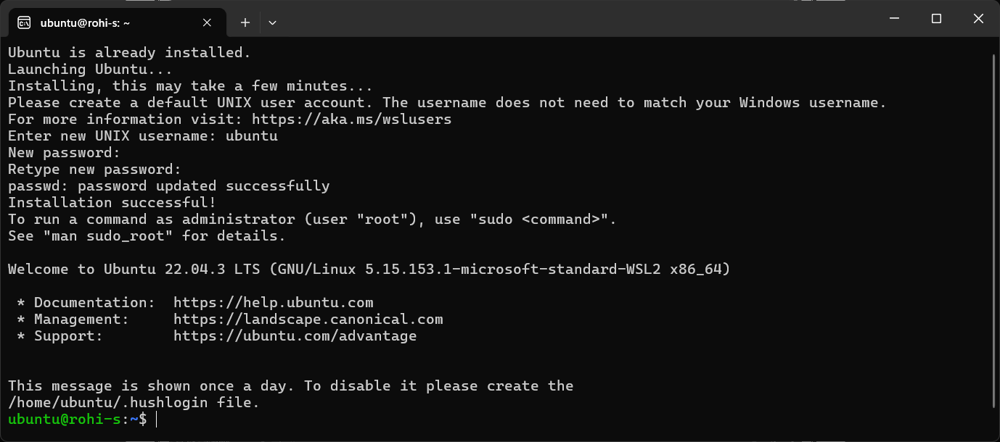 ubuntu@rohi-s: ~
Ubuntu is already installed.
Launching Ubuntu...
Installing, this may take a few minutes...
Please create a default UNIX user account. The username does not need to match your Windows username.
For more information visit: https://aka.ms/wslusers
Enter new UNIX username: ubuntu
New password:
Retype new password:
passwd: password updated successfully
Installation successful!
To run a command as administrator (user "root"), use "sudo <command>".
See "man sudo_root" for details.
Welcome to Ubuntu 22.04.3 LTS (GNU/Linux 5.15.153.1-microsoft-standard-WSL2 x86_64)
* Documentation:  https://help.ubuntu.com
* Management:     https://landscape.canonical.com
* Support:        https://ubuntu.com/advantage
This message is shown once a day. To disable it please create the
/home/ubuntu/.hushlogin file.
ubuntu@rohi-s:~$